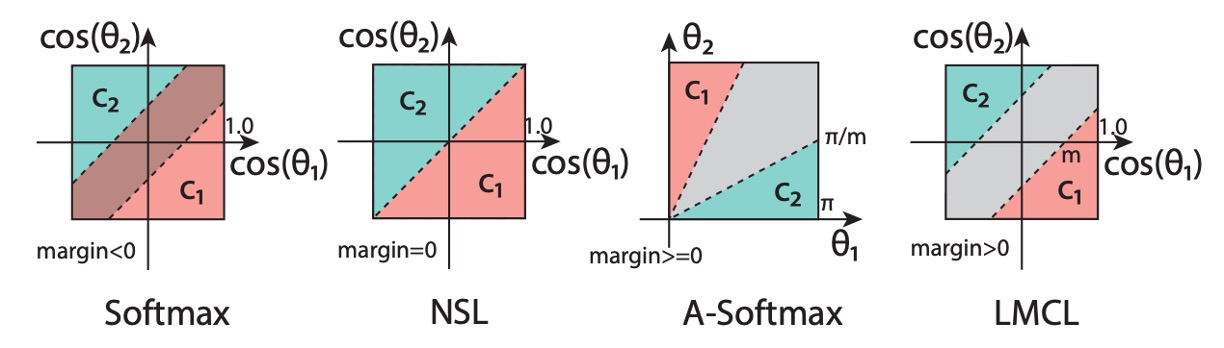 cos(θ₂)
C₂
1.0
cos(θ₁)
C₁
margin<0
Softmax
cos(θ₂)
C₂
1.0
cos(θ₁)
C₁
margin=0
NSL
θ₂
C₁
π/m
C₂
π
θ₁
margin>=0
A-Softmax
cos(θ₂)
C₂
1.0
m
cos(θ₁)
C₁
margin>0
LMCL